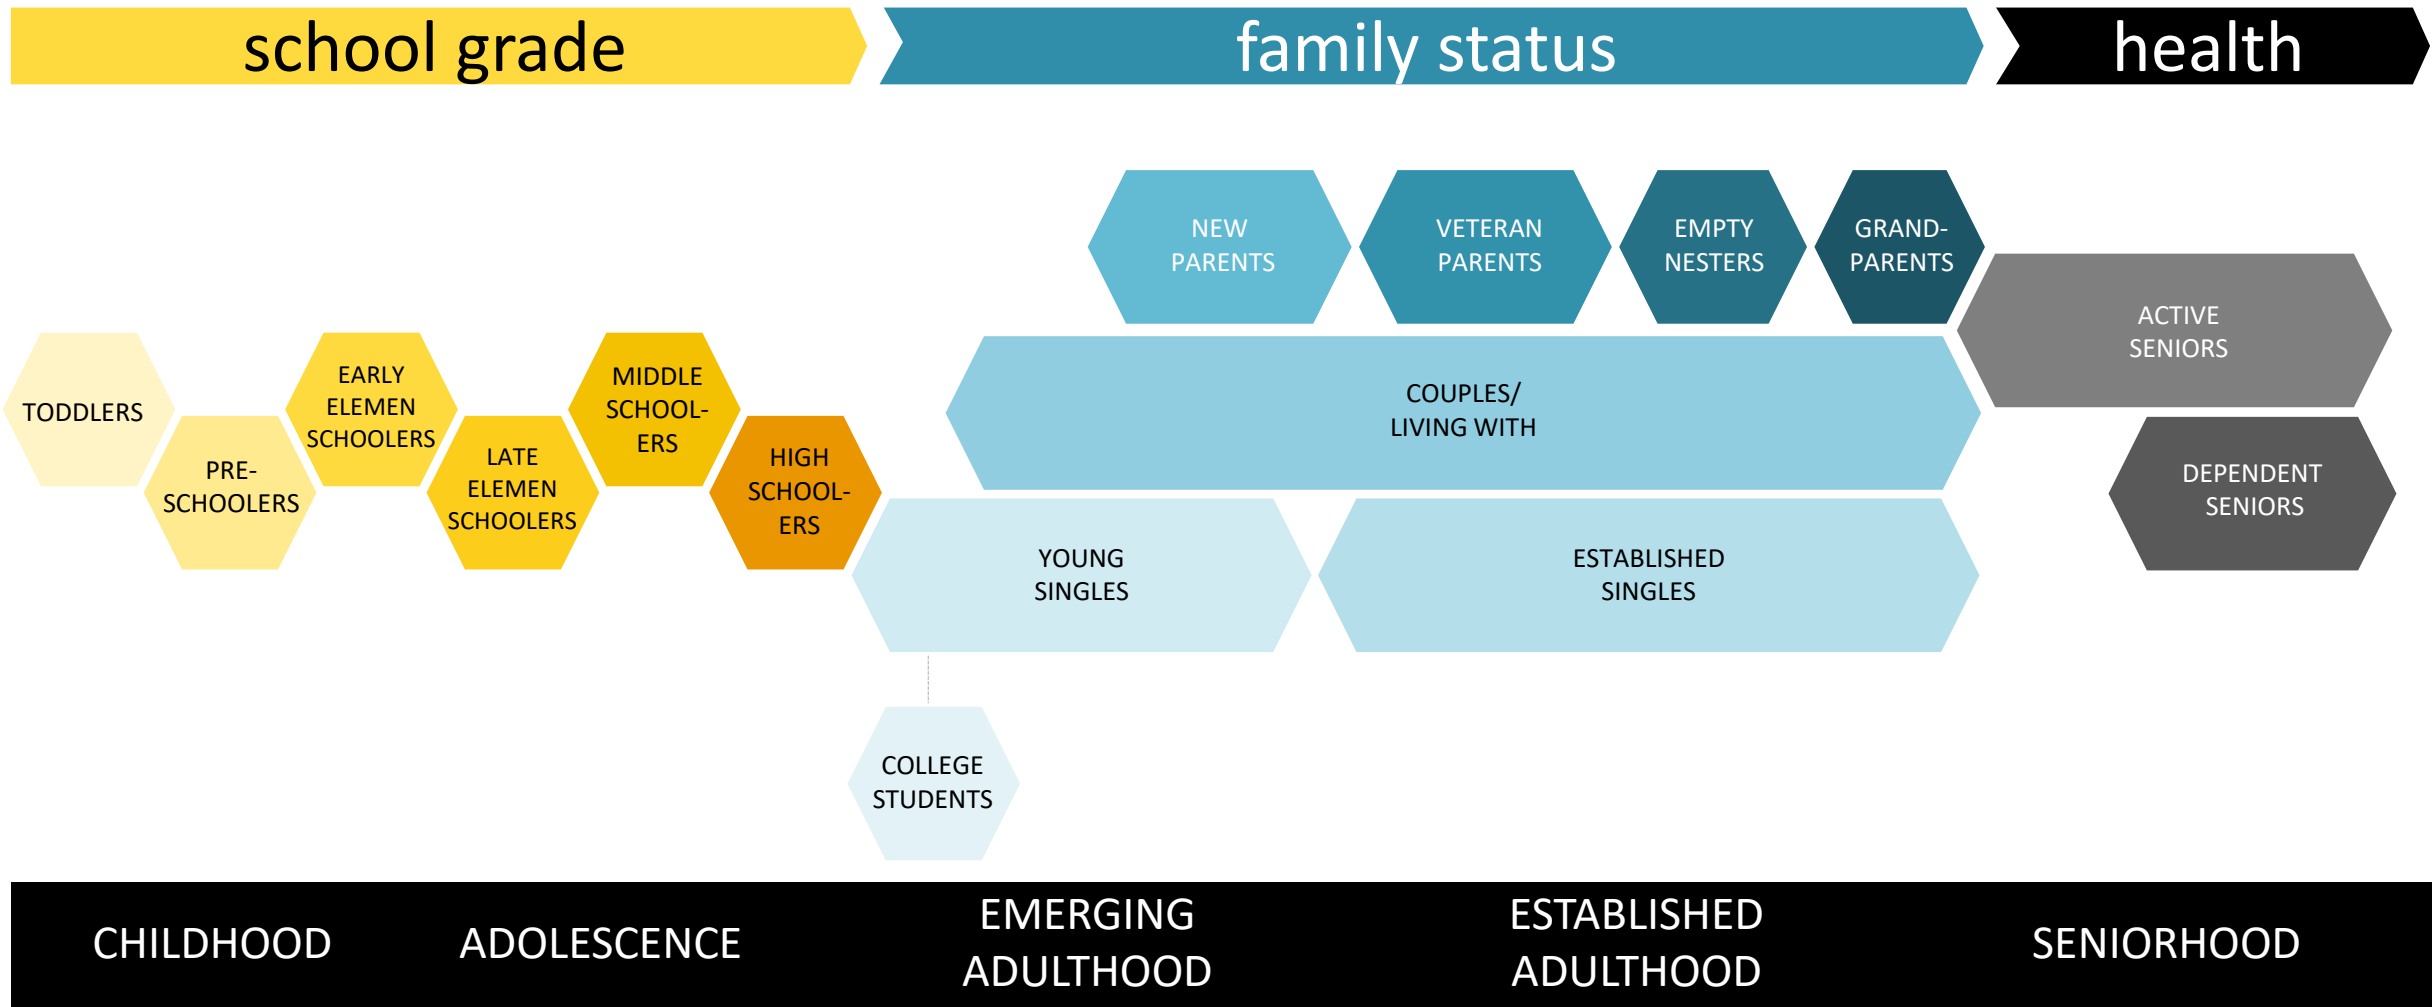 school grade
family status
health
NEW
PARENTS
VETERAN
PARENTS
EMPTY
NESTERS
GRAND-
PARENTS
ACTIVE
SENIORS
TODDLERS
PRE-
SCHOOLERS
EARLY
ELEMEN
SCHOOLERS
LATE
ELEMEN
SCHOOLERS
MIDDLE
SCHOOL-
ERS
HIGH
SCHOOL-
ERS
COUPLES/
LIVING WITH
DEPENDENT
SENIORS
YOUNG
SINGLES
ESTABLISHED
SINGLES
COLLEGE
STUDENTS
CHILDHOOD
ADOLESCENCE
EMERGING
ADULTHOOD
ESTABLISHED
ADULTHOOD
SENIORHOOD